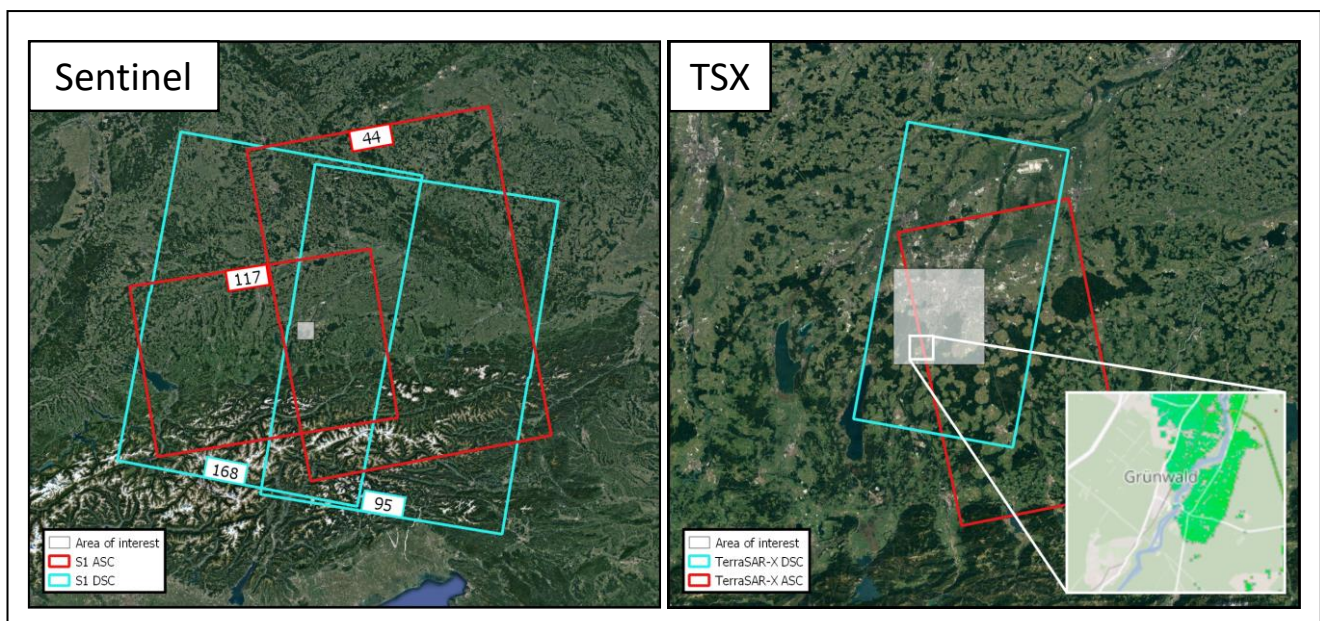 Sentinel
44
117
168
95
Area of interest
S1 ASC
S1 DSC
TSX
Grünwald
Area of interest
TerraSAR-X DSC
TerraSAR-X ASC